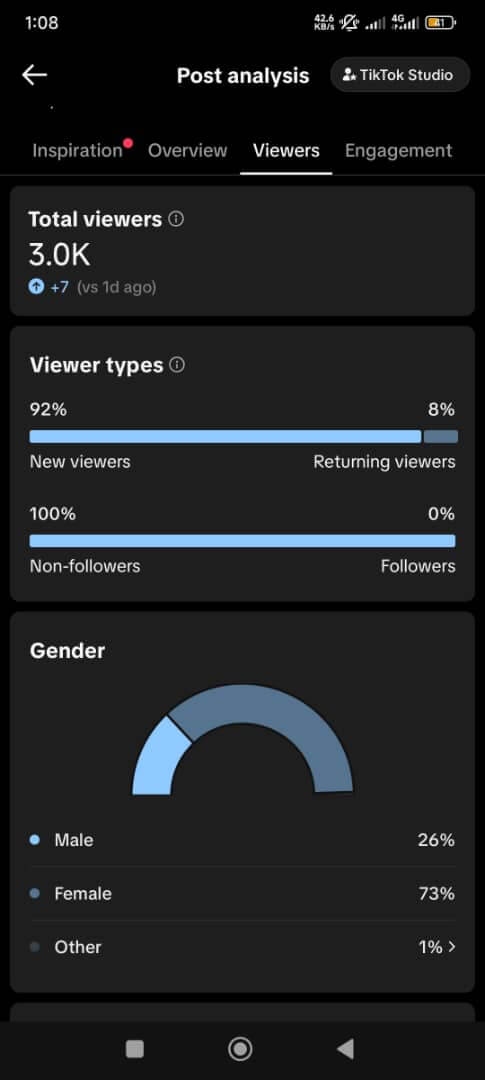 1:08 42.6 KB/s 4G 41
Post analysis TikTok Studio
Inspiration Overview Viewers Engagement
Total viewers
3.0K
+7 (vs 1d ago)
Viewer types
92% 8%
New viewers Returning viewers
100% 0%
Non-followers Followers
Gender
Male 26%
Female 73%
Other 1% >